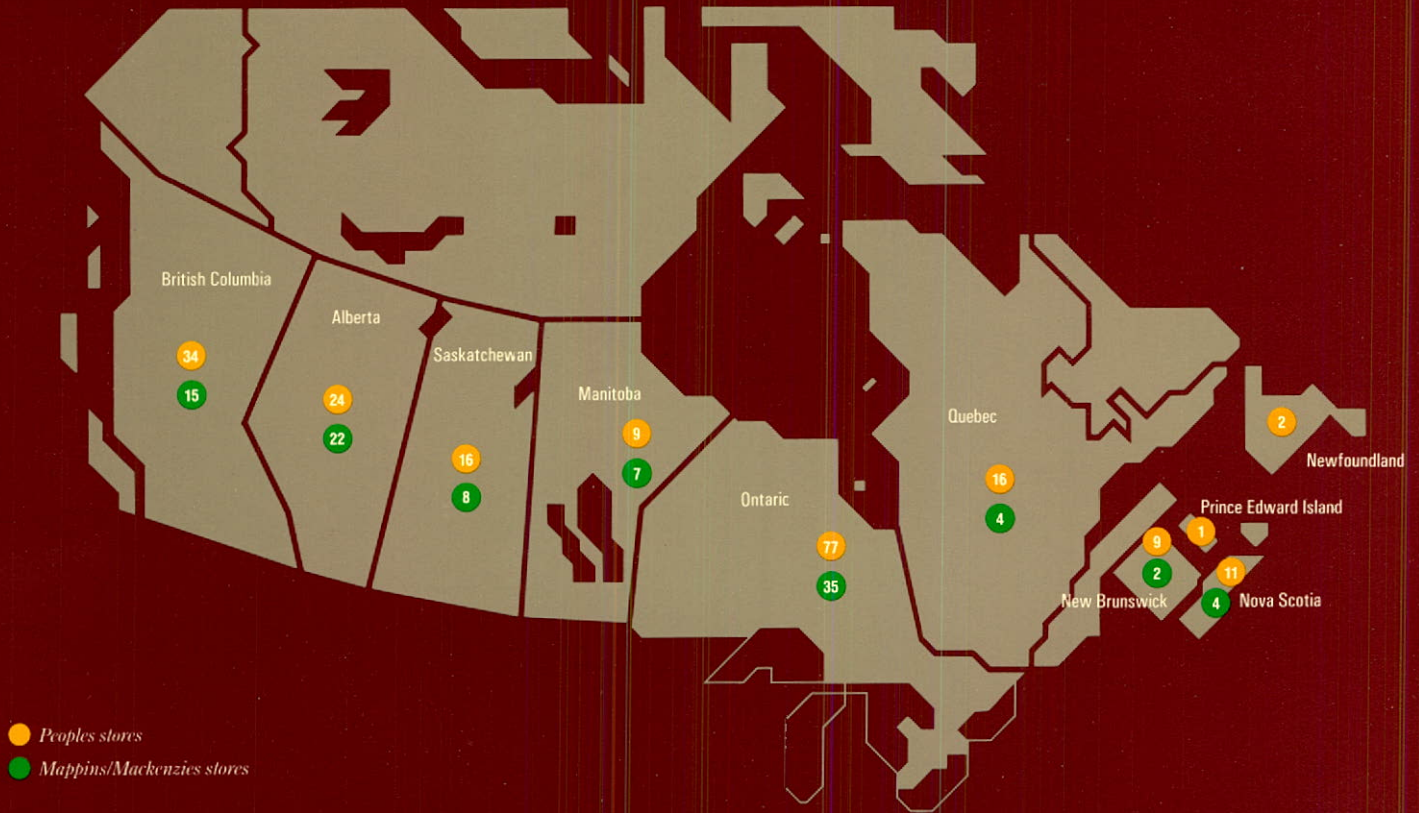 British Columbia
34
15
Alberta
24
22
Saskatchewan
16
8
Manitoba
9
7
Ontaric
77
35
Quebec
16
4
2
Newfoundland
Prince Edward Island
1
9
2
New Brunswick
11
4
Nova Scotia
Peoples stores
Mappins/Mackenzies stores